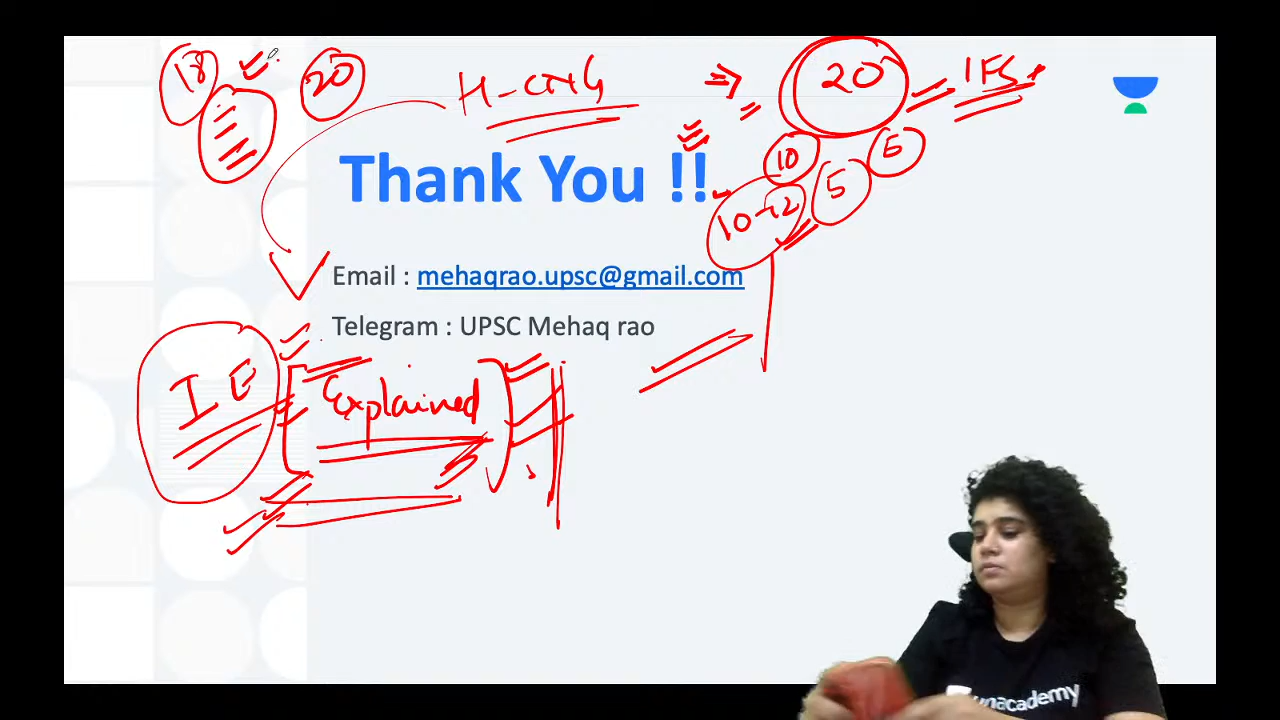 18
20
H-CTHG
20
IFS
10
6
10-12
5
Thank You !!
Email : mehaqrao.upsc@gmail.com
Telegram : UPSC Mehaq rao
IE
Explained
unacademy